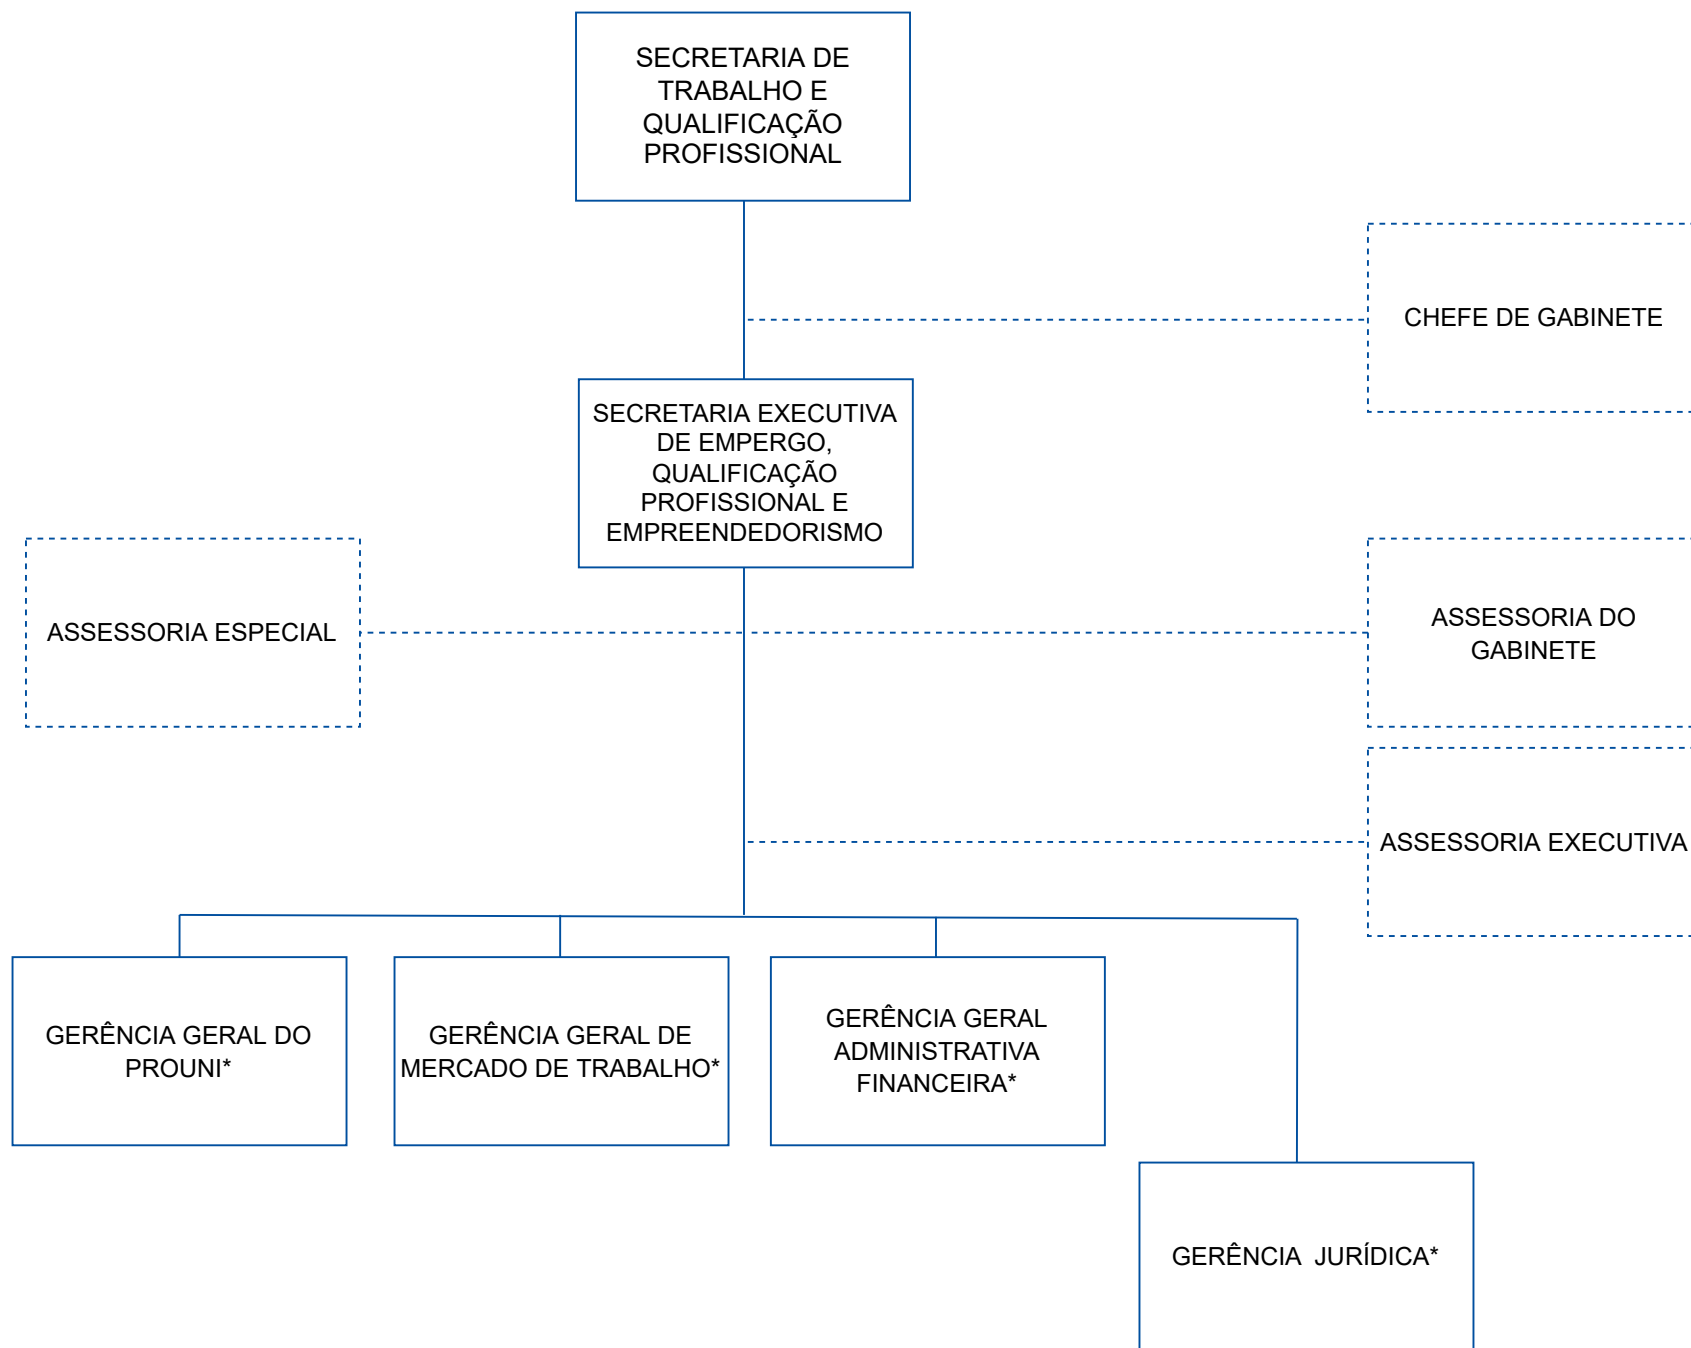 SECRETARIA DE
TRABALHO E
QUALIFICAÇÃO
PROFISSIONAL
CHEFE DE GABINETE
SECRETARIA EXECUTIVA
DE EMPERGO,
QUALIFICAÇÃO
PROFISSIONAL E
EMPREENDEDORISMO
ASSESSORIA ESPECIAL
ASSESSORIA DO
GABINETE
ASSESSORIA EXECUTIVA
GERÊNCIA GERAL DO
PROUNI*
GERÊNCIA GERAL DE
MERCADO DE TRABALHO*
GERÊNCIA GERAL
ADMINISTRATIVA
FINANCEIRA*
GERÊNCIA  JURÍDICA*